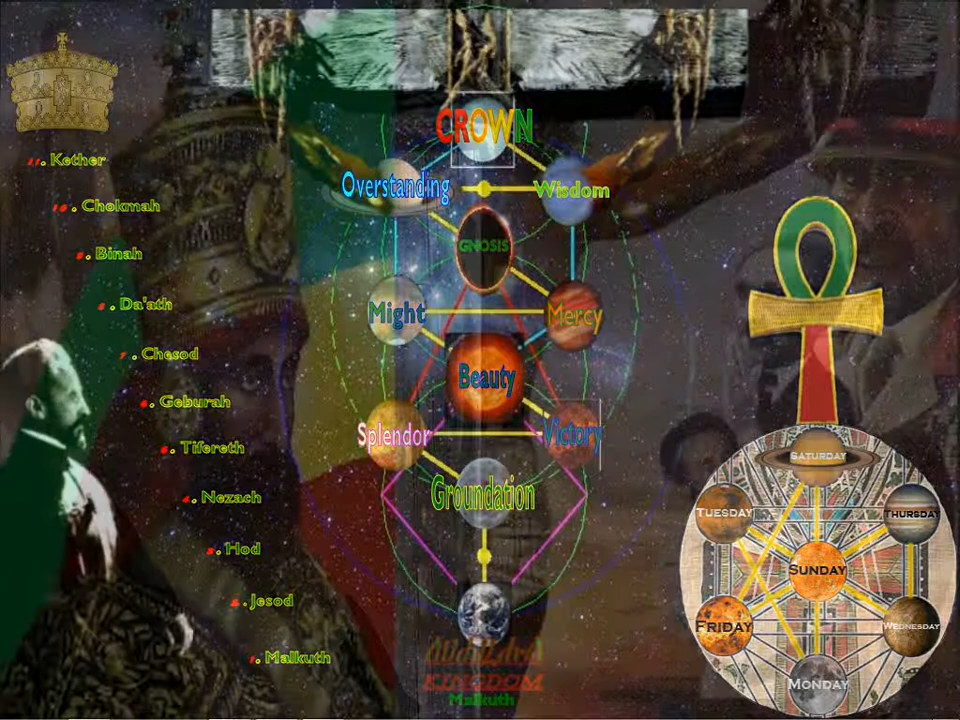 CROWN
Overstanding
Wisdom
GNOSIS
Might
Mercy
Beauty
Splendor
Victory
Groundation
KINGDOM
Malkuth
. Kether
. Chokmah
. Binah
. Da'ath
. Chesod
. Geburah
. Tifereth
. Nezach
. Hod
. Jesod
. Malkuth
SATURDAY
TUESDAY
THURSDAY
SUNDAY
FRIDAY
WEDNESDAY
MONDAY